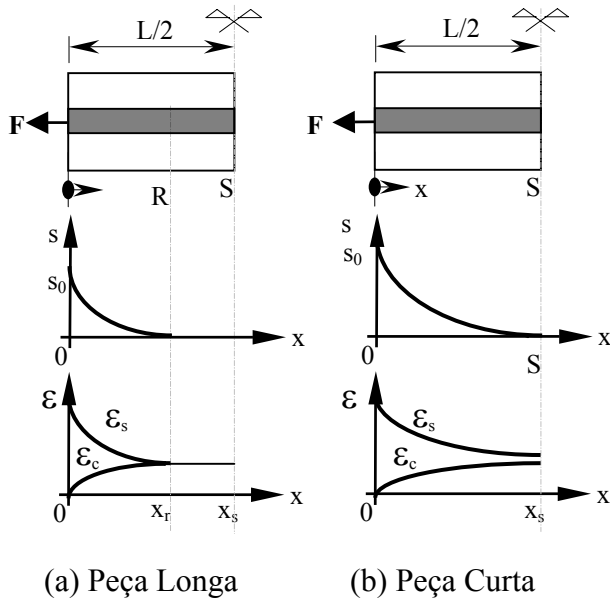 L/2
F
R
S
s
s0
0
x
ε
εs
εc
0
xr
xs
x
(a) Peça Longa
L/2
F
x
S
s
s0
0
x
S
ε
εs
εc
0
xs
x
(b) Peça Curta